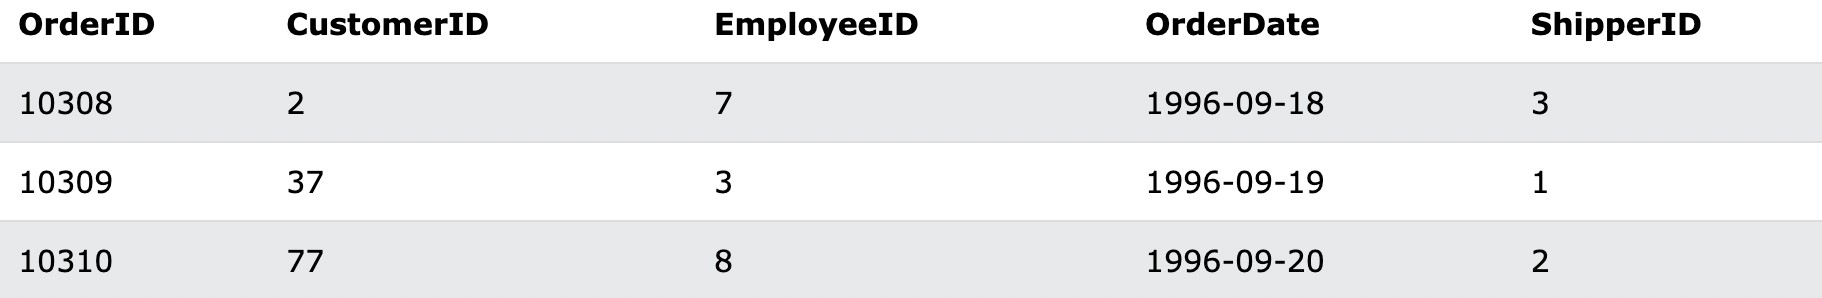 OrderID CustomerID EmployeeID OrderDate ShipperID
10308 2 7 1996-09-18 3
10309 37 3 1996-09-19 1
10310 77 8 1996-09-20 2